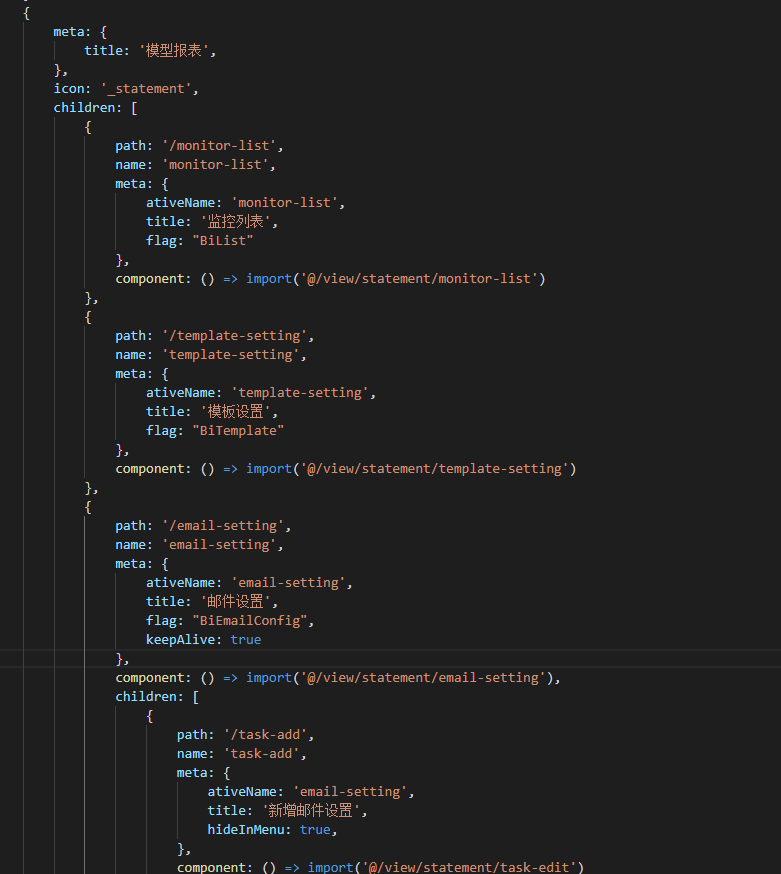 {
meta: {
title: '模型报表',
},
icon: '_statement',
children: [
{
path: '/monitor-list',
name: 'monitor-list',
meta: {
ativeName: 'monitor-list',
title: '监控列表',
flag: "BiList"
},
component: () => import('@/view/statement/monitor-list')
},
{
path: '/template-setting',
name: 'template-setting',
meta: {
ativeName: 'template-setting',
title: '模板设置',
flag: "BiTemplate"
},
component: () => import('@/view/statement/template-setting')
},
{
path: '/email-setting',
name: 'email-setting',
meta: {
ativeName: 'email-setting',
title: '邮件设置',
flag: "BiEmailConfig",
keepAlive: true
},
component: () => import('@/view/statement/email-setting'),
children: [
{
path: '/task-add',
name: 'task-add',
meta: {
ativeName: 'email-setting',
title: '新增邮件设置',
hideInMenu: true,
},
component: () => import('@/view/statement/task-edit')